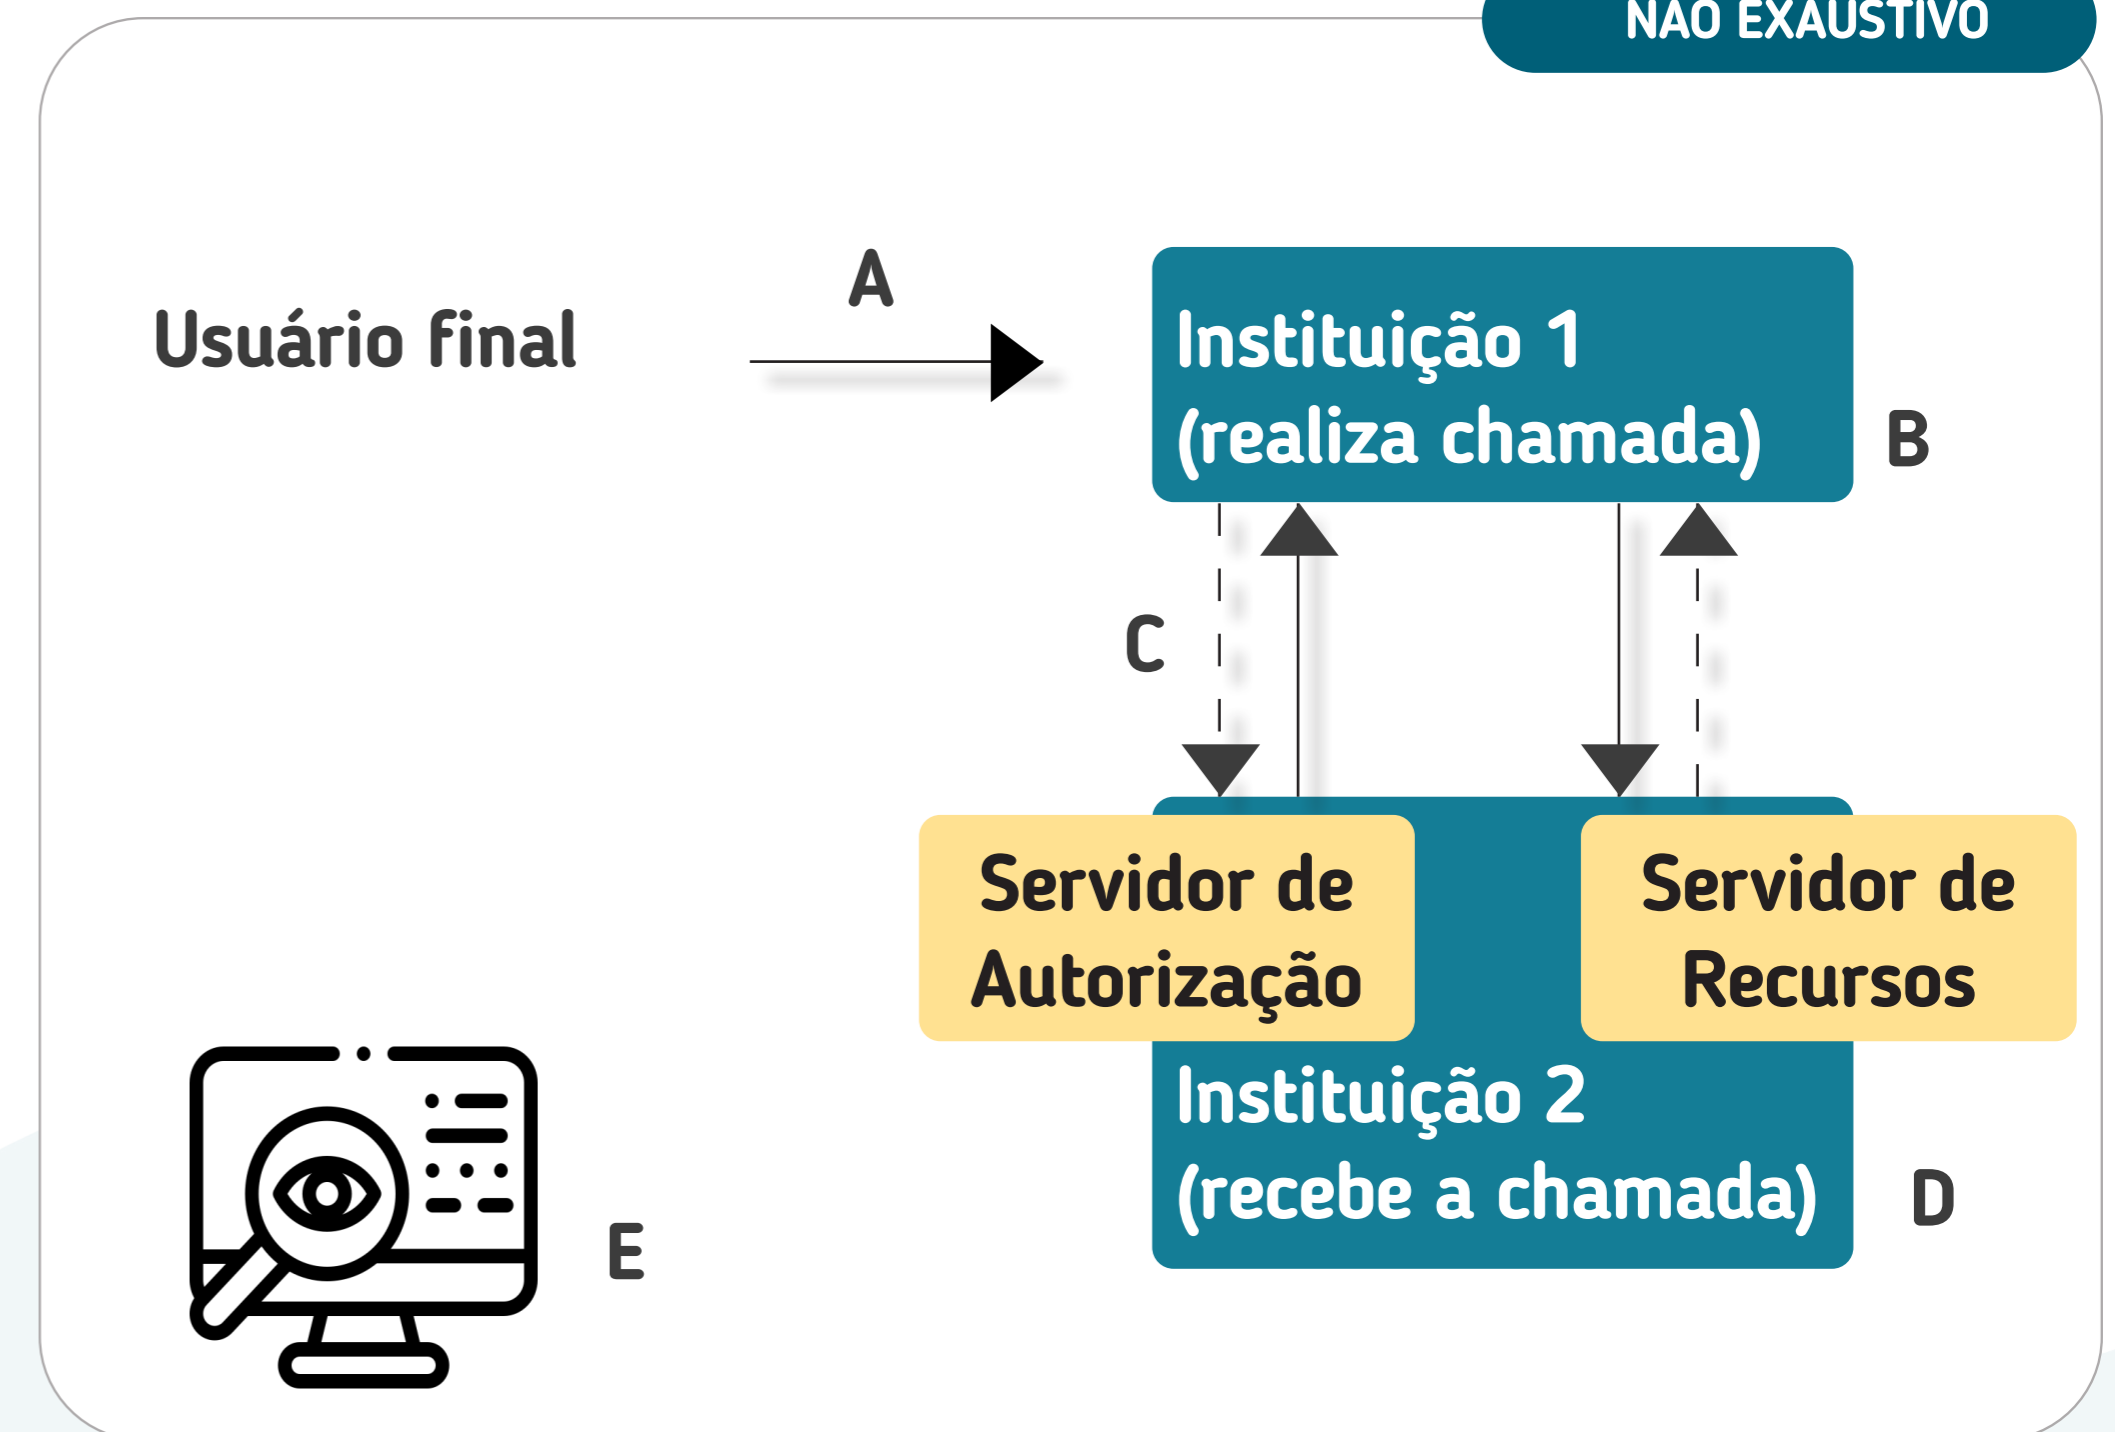 NÃO EXAUSTIVO
A
Usuário final
Instituição 1
(realiza chamada)
B
C
Servidor de
Autorização
Servidor de
Recursos
Instituição 2
(recebe a chamada)
D
E